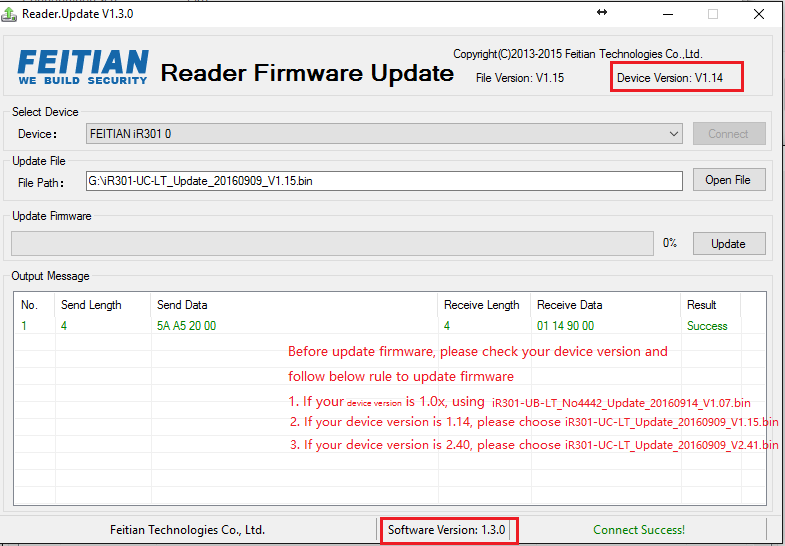 Reader.Update V1.3.0
FEITIAN
WE BUILD SECURITY
Reader Firmware Update
Copyright(C)2013-2015 Feitian Technologies Co.,Ltd.
File Version: V1.15
Device Version: V1.14
Select Device
Device:
FEITIAN iR301 0
Connect
Update File
File Path:
G:\iR301-UC-LT_Update_20160909_V1.15.bin
Open File
Update Firmware
0%
Update
Output Message
No. Send Length Send Data Receive Length Receive Data Result
1 4 5A A5 20 00 4 01 14 90 00 Success
Before update firmware, please check your device version and
follow below rule to update firmware
1. If your device version is 1.0x, using iR301-UB-LT_No4442_Update_20160914_V1.07.bin
2. If your device version is 1.14, please choose iR301-UC-LT_Update_20160909_V1.15.bin
3. If your device version is 2.40, please choose iR301-UC-LT_Update_20160909_V2.41.bin
Feitian Technologies Co., Ltd.
Software Version: 1.3.0
Connect Success!